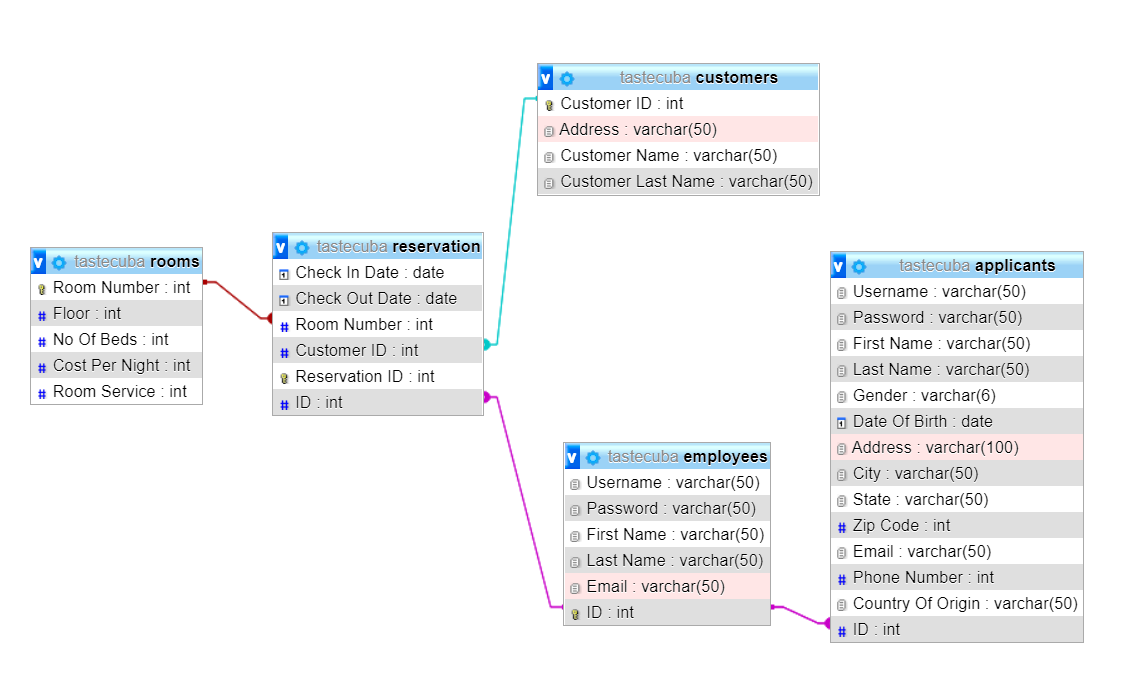 tastecuba customers
Customer ID : int
Address : varchar(50)
Customer Name : varchar(50)
Customer Last Name : varchar(50)
tastecuba rooms
Room Number : int
Floor : int
No Of Beds : int
Cost Per Night : int
Room Service : int
tastecuba reservation
Check In Date : date
Check Out Date : date
Room Number : int
Customer ID : int
Reservation ID : int
ID : int
tastecuba employees
Username : varchar(50)
Password : varchar(50)
First Name : varchar(50)
Last Name : varchar(50)
Email : varchar(50)
ID : int
tastecuba applicants
Username : varchar(50)
Password : varchar(50)
First Name : varchar(50)
Last Name : varchar(50)
Gender : varchar(6)
Date Of Birth : date
Address : varchar(100)
City : varchar(50)
State : varchar(50)
Zip Code : int
Email : varchar(50)
Phone Number : int
Country Of Origin : varchar(50)
ID : int